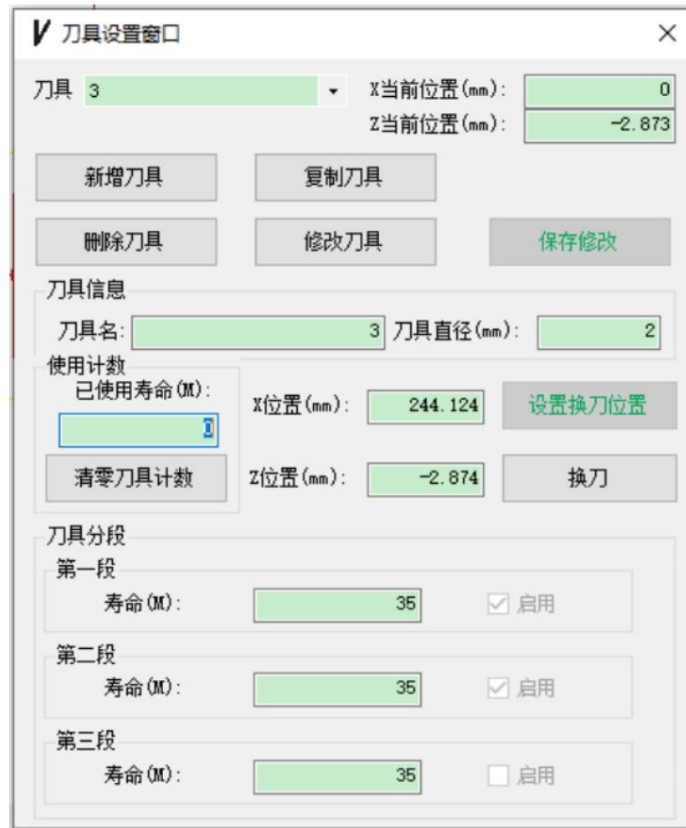 刀具设置窗口
刀具 3 X当前位置(mm): 0
Z当前位置(mm): -2.873
新增刀具 复制刀具
删除刀具 修改刀具 保存修改
刀具信息
刀具名: 3 刀具直径(mm): 2
使用计数
已使用寿命(M):
0
X位置(mm): 244.124 设置换刀位置
清零刀具计数 Z位置(mm): -2.874 换刀
刀具分段
第一段
寿命(M): 35 启用
第二段
寿命(M): 35 启用
第三段
寿命(M): 35 启用